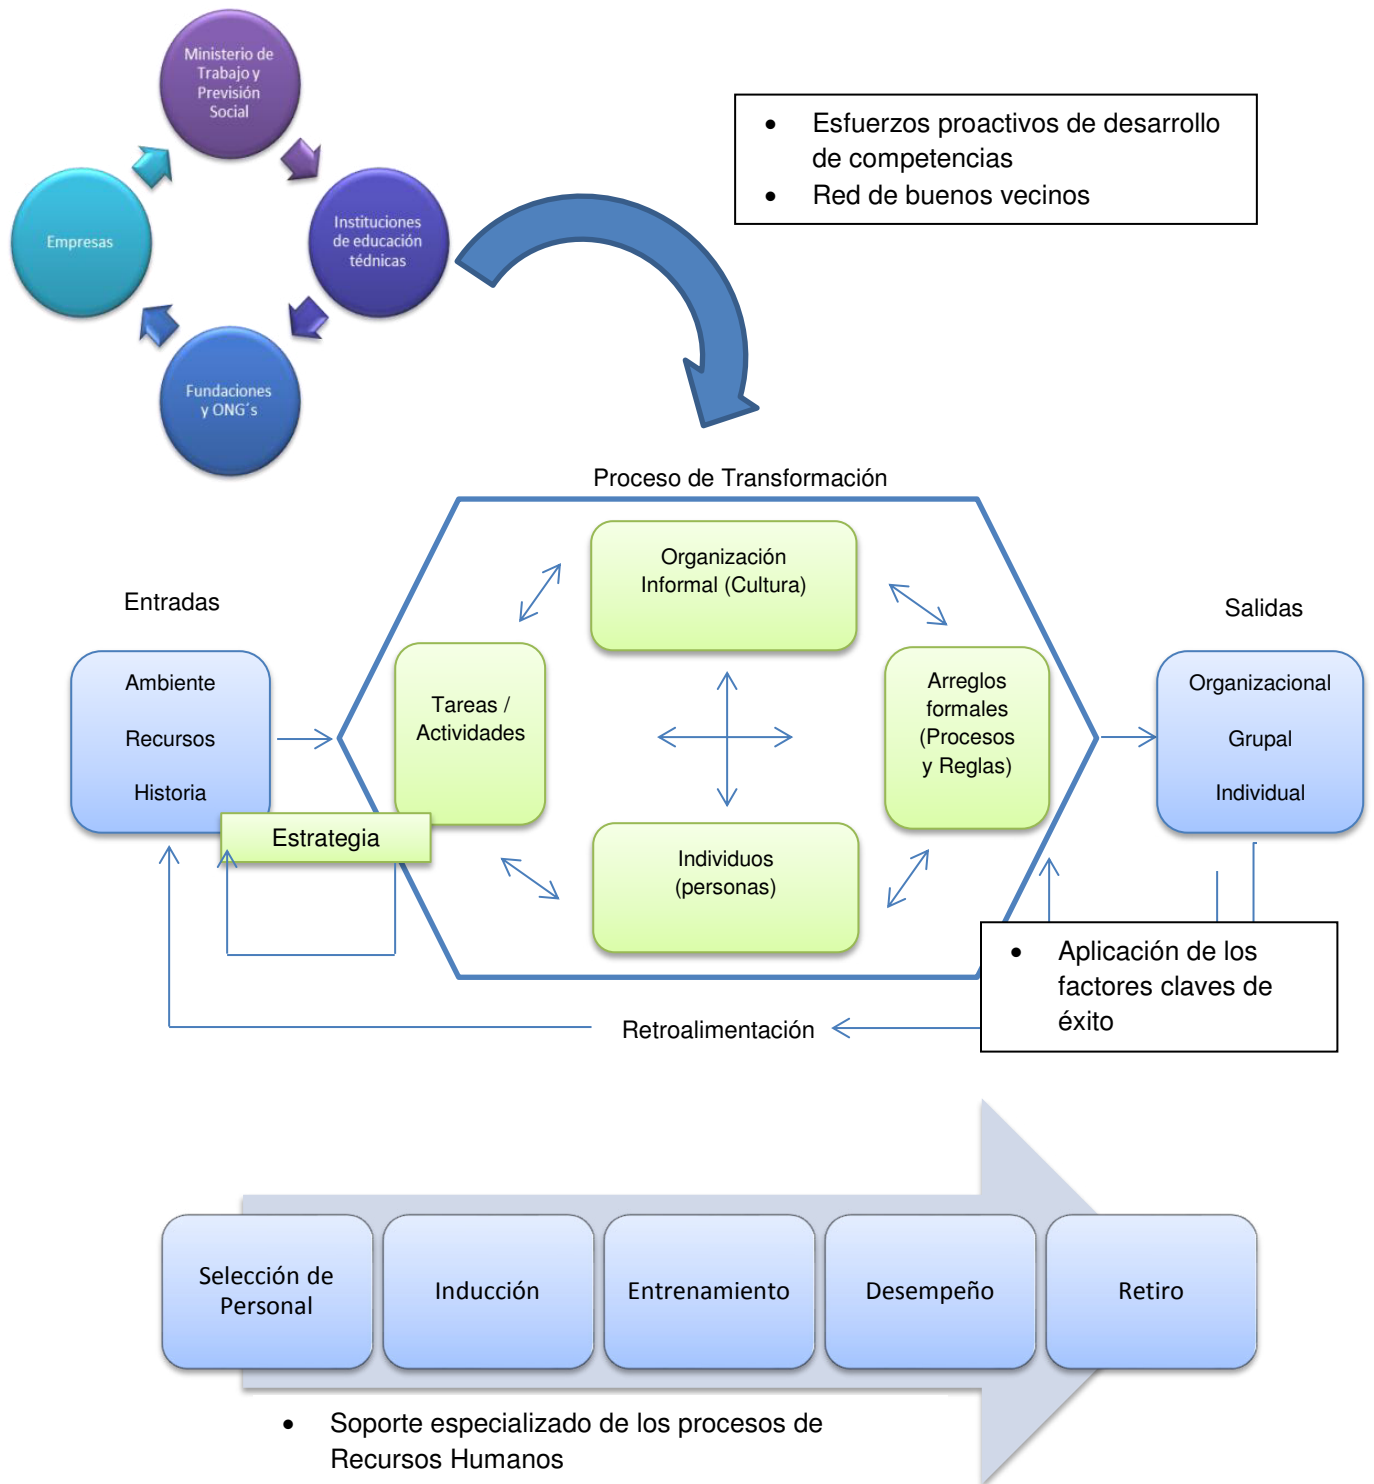 Ministerio de
Trabajo y
Previsión
Social
Empresas
Instituciones
de educación
tédnicas
Fundaciones
y ONG´s
• Esfuerzos proactivos de desarrollo
de competencias
• Red de buenos vecinos
Proceso de Transformación
Entradas
Ambiente
Recursos
Historia
Estrategia
Tareas /
Actividades
Organización
Informal (Cultura)
Arreglos
formales
(Procesos
y Reglas)
Individuos
(personas)
Salidas
Organizacional
Grupal
Individual
• Aplicación de los
factores claves de
éxito
Retroalimentación
Selección de
Personal
Inducción
Entrenamiento
Desempeño
Retiro
• Soporte especializado de los procesos de
Recursos Humanos